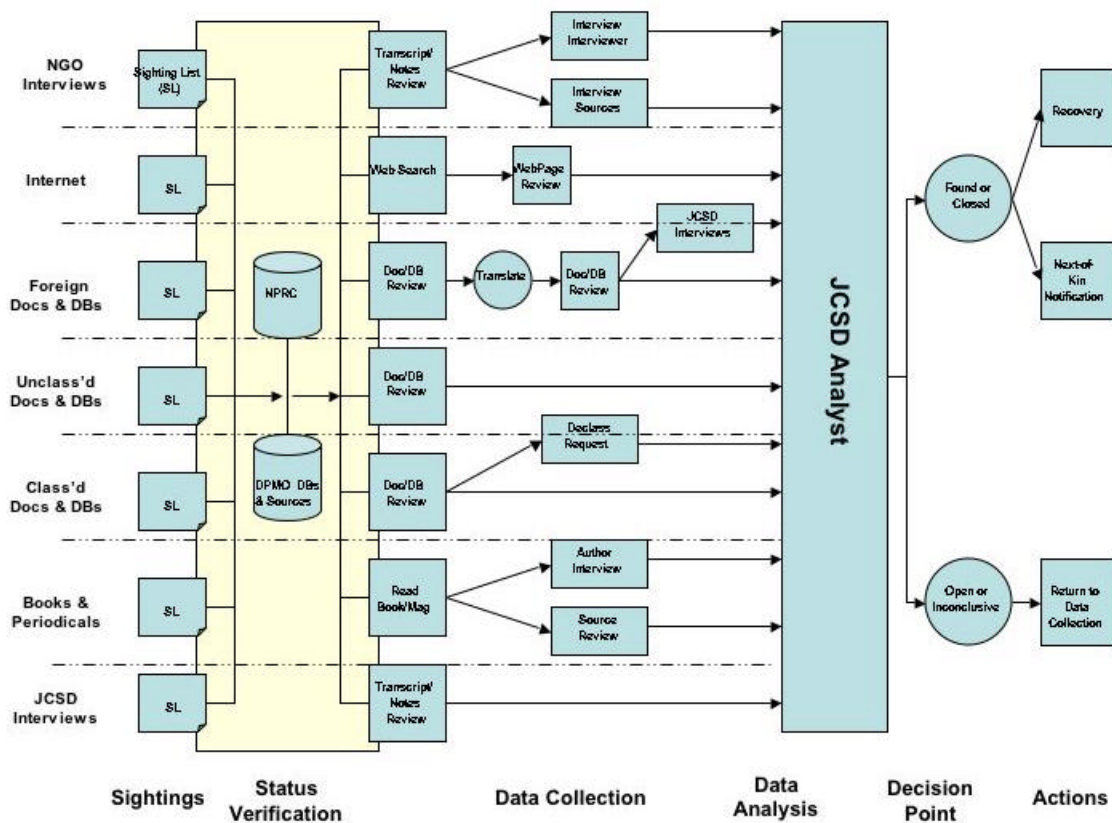 NGO
Interviews
Sighting List
(SL)
Transcript/
Notes
Review
Interview
Interviewer
Interview
Sources
Internet
SL
Web Search
WebPage
Review
Foreign
Docs & DBs
SL
NPRC
Doc/DB
Review
Translate
Doc/DB
Review
JCSD
Interviews
Unclass'd
Docs & DBs
SL
Doc/DB
Review
Class'd
Docs & DBs
SL
DPMO DBs
& Sources
Doc/DB
Review
Declass
Request
Books &
Periodicals
SL
Read
Book/Mag
Author
Interview
Source
Review
JCSD
Interviews
SL
Transcript/
Notes
Review
JCSD Analyst
Found or
Closed
Recovery
Next-of
Kin
Notification
Open or
Inconclusive
Return to
Data
Collection
Sightings
Status
Verification
Data Collection
Data
Analysis
Decision
Point
Actions